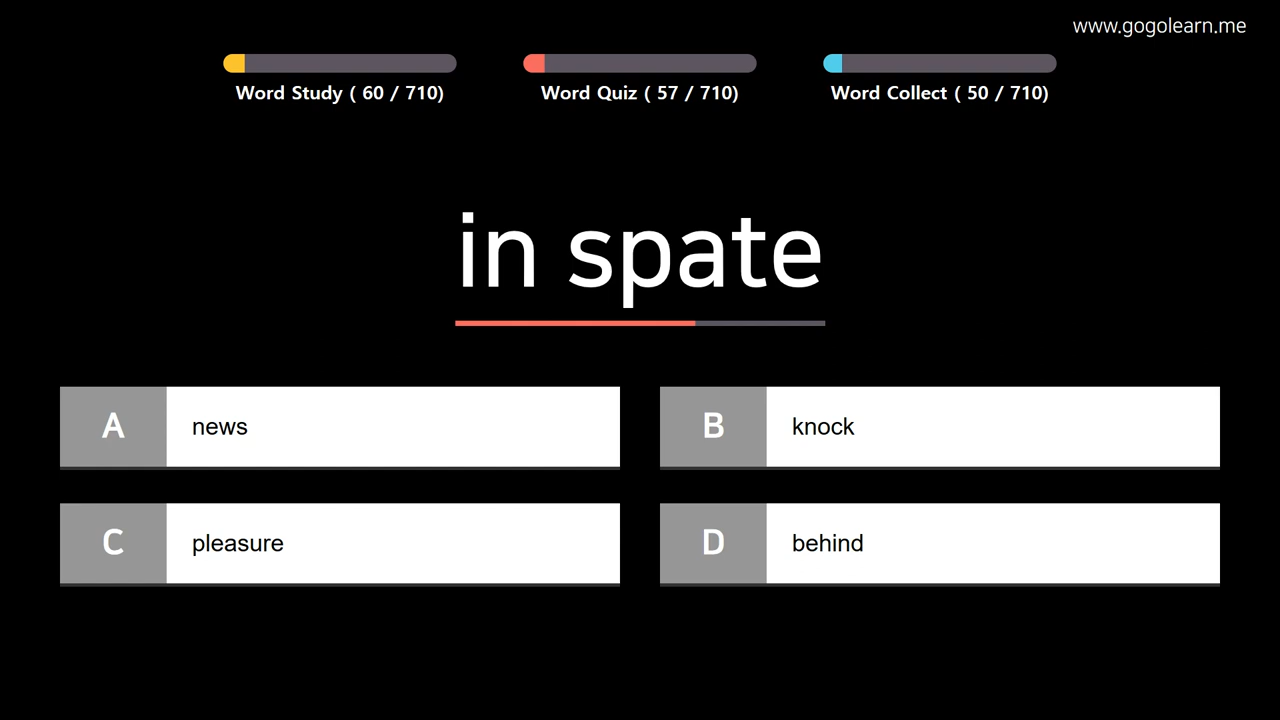 www.gogolearn.me
Word Study ( 60 / 710)
Word Quiz ( 57 / 710)
Word Collect ( 50 / 710)
in spate
A news
B knock
C pleasure
D behind